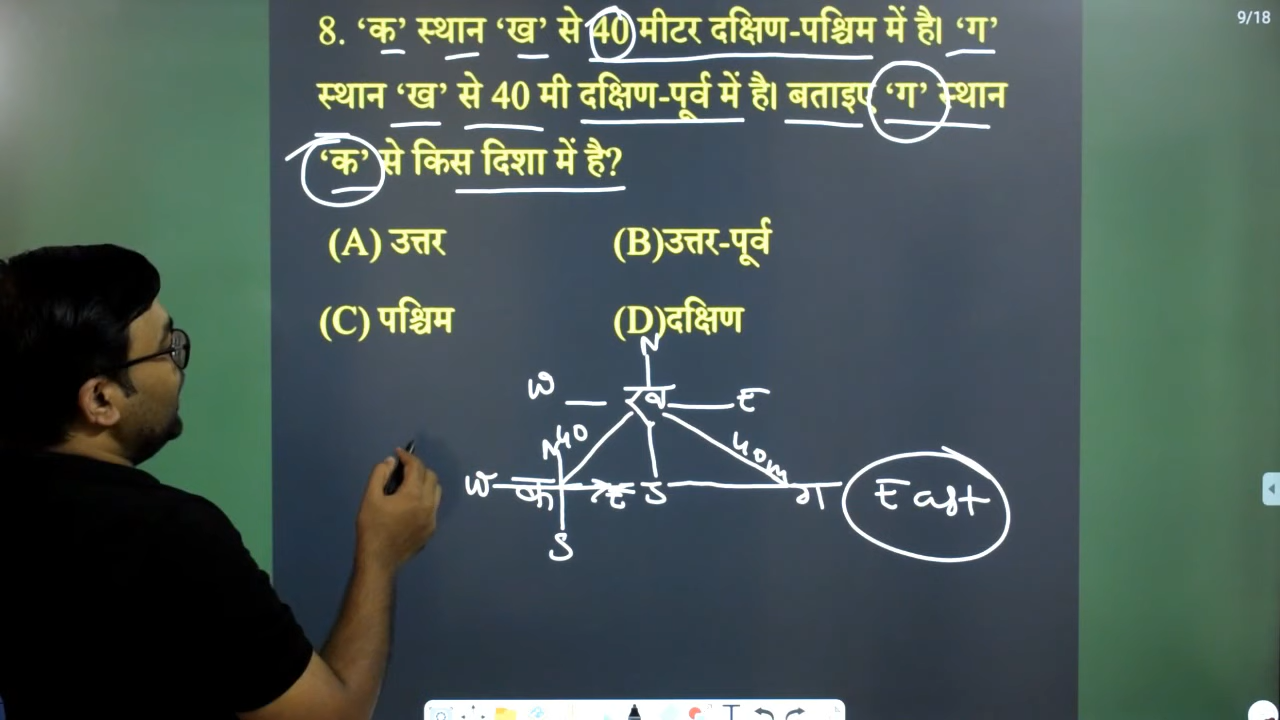 9/18
8. ‘क’ स्थान ‘ख’ से 40 मीटर दक्षिण-पश्चिम में है। ‘ग’
स्थान ‘ख’ से 40 मी दक्षिण-पूर्व में है। बताइए ‘ग’ स्थान
‘क’ से किस दिशा में है?
(A) उत्तर (B)उत्तर-पूर्व
(C) पश्चिम (D)दक्षिण
N
W ख E
N 40 40m
W क E S ग East
S
T